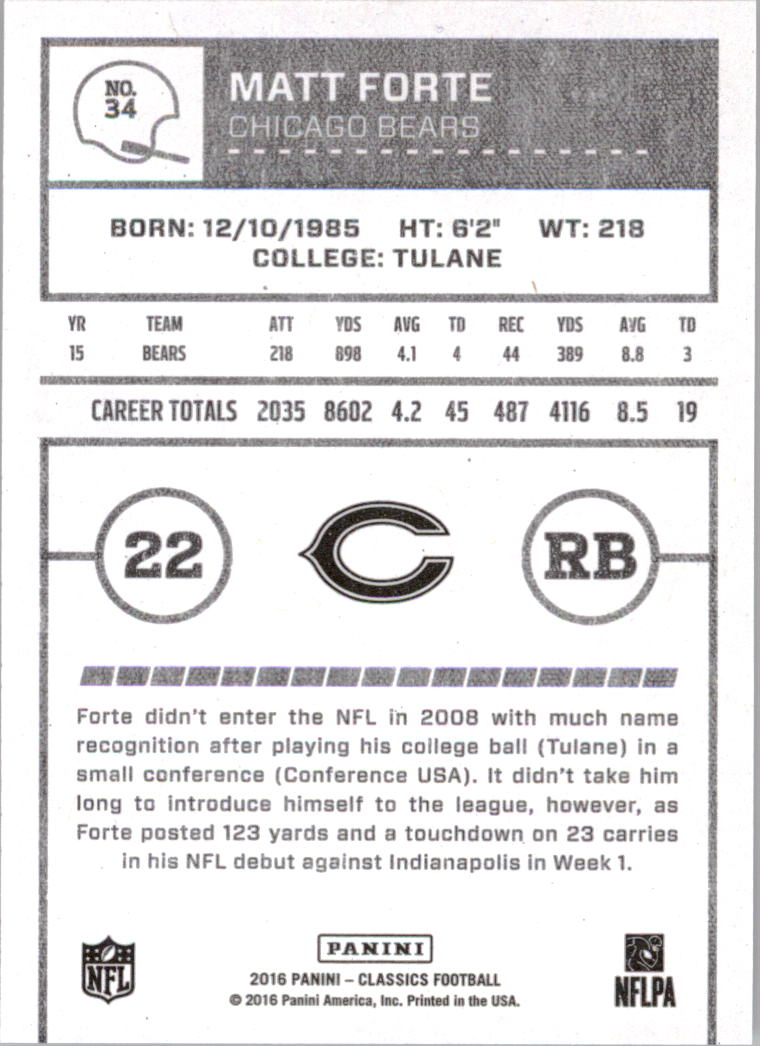 NO.
34
MATT FORTE
CHICAGO BEARS
BORN: 12/10/1985 HT: 6'2" WT: 218
COLLEGE: TULANE
YR TEAM ATT YDS AVG TD REC YDS AVG TD
15 BEARS 218 898 4.1 4 44 389 8.8 3
CAREER TOTALS 2035 8602 4.2 45 487 4116 8.5 19
22 C RB
Forte didn't enter the NFL in 2008 with much name
recognition after playing his college ball (Tulane) in a
small conference (Conference USA). It didn't take him
long to introduce himself to the league, however, as
Forte posted 123 yards and a touchdown on 23 carries
in his NFL debut against Indianapolis in Week 1.
NFL
PANINI
2016 PANINI – CLASSICS FOOTBALL
© 2016 Panini America, Inc. Printed in the USA.
NFLPA